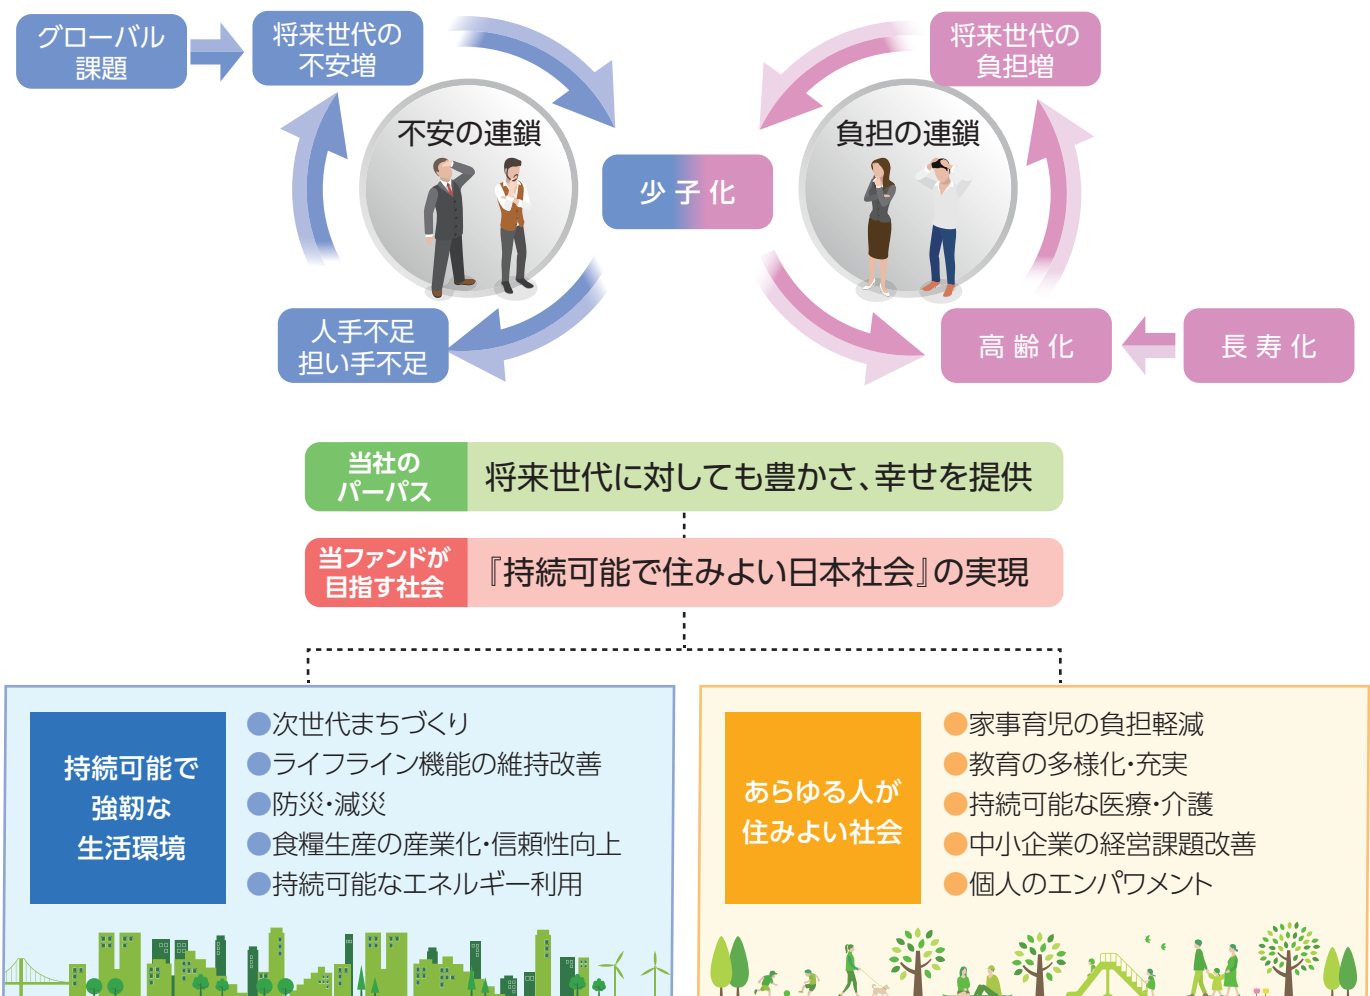 グローバル
課題
将来世代の
不安増
将来世代の
負担増
不安の連鎖
負担の連鎖
少子化
人手不足
担い手不足
高齢化
長寿化
当社の
パーパス
将来世代に対しても豊かさ、幸せを提供
当ファンドが
目指す社会
『持続可能で住みよい日本社会』の実現
持続可能で
強靭な
生活環境
●次世代まちづくり
●ライフライン機能の維持改善
●防災・減災
●食糧生産の産業化・信頼性向上
●持続可能なエネルギー利用
あらゆる人が
住みよい社会
●家事育児の負担軽減
●教育の多様化・充実
●持続可能な医療・介護
●中小企業の経営課題改善
●個人のエンパワメント